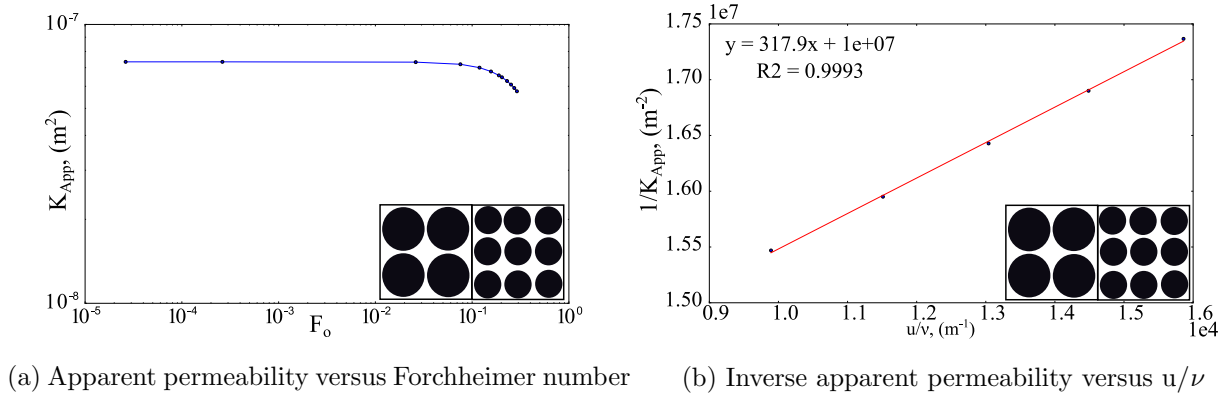 10⁻⁷
K_App, (m²)
10⁻⁸
10⁻⁵ 10⁻⁴ 10⁻³ 10⁻² 10⁻¹ 10⁰
F_o
(a) Apparent permeability versus Forchheimer number
1e7
1.75
1.70
1.65
1.60
1.55
1.50
1/K_App, (m⁻²)
y = 317.9x + 1e+07
R2 = 0.9993
0.9 1.0 1.1 1.2 1.3 1.4 1.5 1.6
1e4
u/ν, (m⁻¹)
(b) Inverse apparent permeability versus u/ν